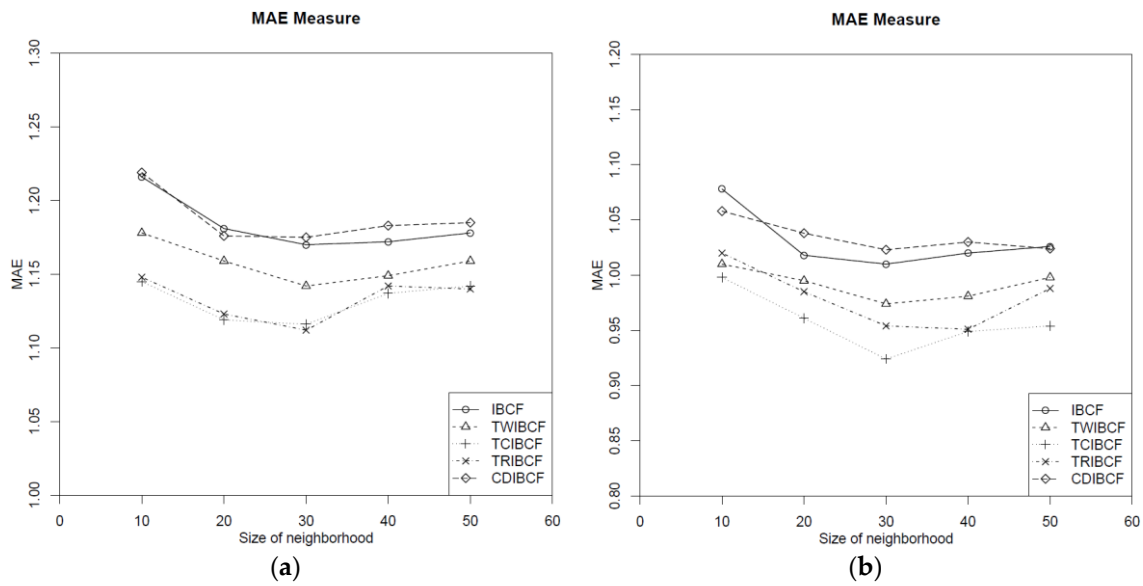 MAE Measure
MAE
1.00 1.05 1.10 1.15 1.20 1.25 1.30
IBCF
TWIBCF
TCIBCF
TRIBCF
CDIBCF
0 10 20 30 40 50 60
Size of neighborhood
(a)
MAE Measure
MAE
0.80 0.85 0.90 0.95 1.00 1.05 1.10 1.15 1.20
IBCF
TWIBCF
TCIBCF
TRIBCF
CDIBCF
0 10 20 30 40 50 60
Size of neighborhood
(b)